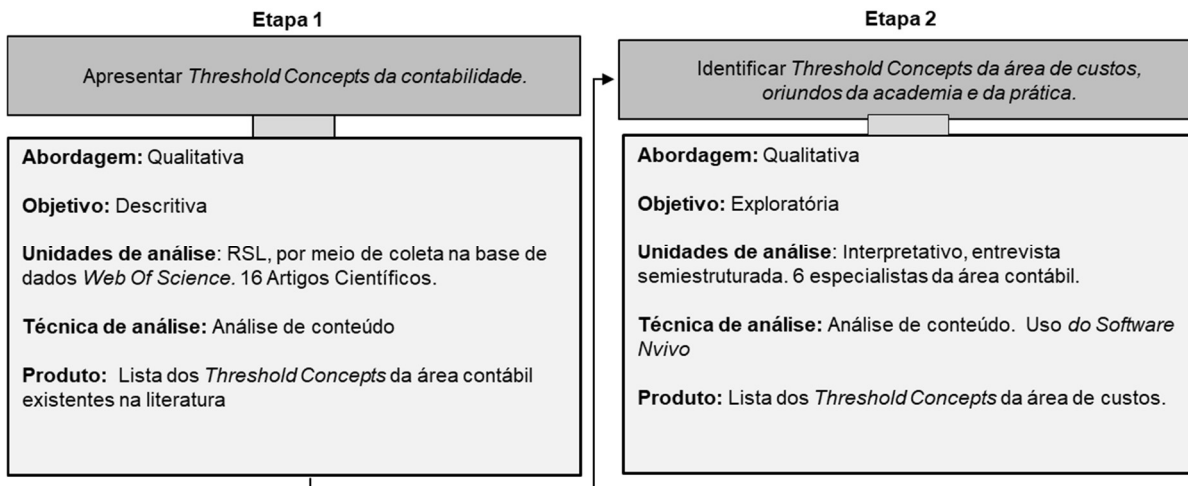 Etapa 1
Apresentar Threshold Concepts da contabilidade.
Abordagem: Qualitativa
Objetivo: Descritiva
Unidades de análise: RSL, por meio de coleta na base de
dados Web Of Science. 16 Artigos Científicos.
Técnica de análise: Análise de conteúdo
Produto: Lista dos Threshold Concepts da área contábil
existentes na literatura
Etapa 2
Identificar Threshold Concepts da área de custos,
oriundos da academia e da prática.
Abordagem: Qualitativa
Objetivo: Exploratória
Unidades de análise: Interpretativo, entrevista
semiestruturada. 6 especialistas da área contábil.
Técnica de análise: Análise de conteúdo. Uso do Software
Nvivo
Produto: Lista dos Threshold Concepts da área de custos.